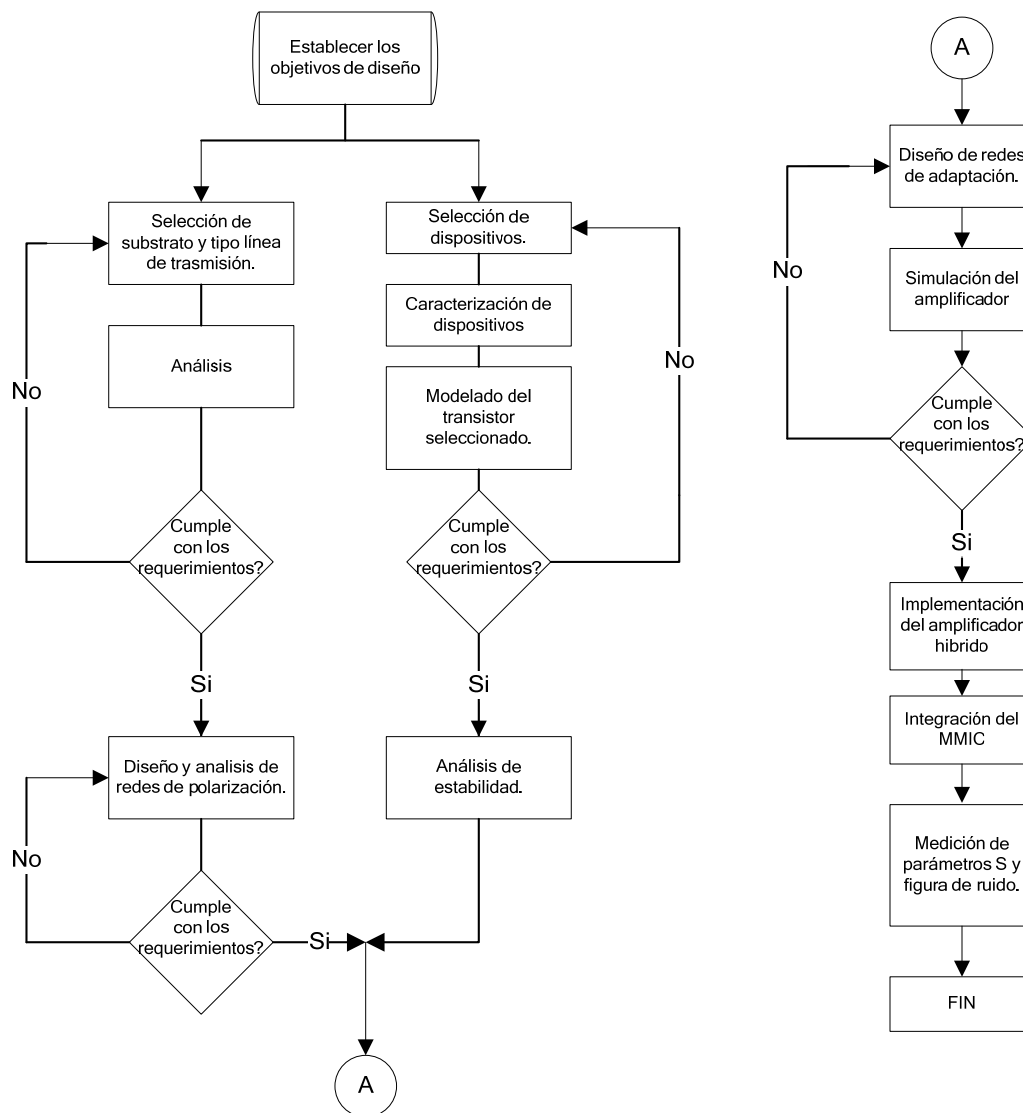 Establecer los
objetivos de diseño
Selección de
substrato y tipo línea
de trasmisión.
Análisis
No
Cumple
con los
requerimientos?
Si
Diseño y analisis de
redes de polarización.
No
Cumple
con los
requerimientos?
Si
Selección de
dispositivos.
Caracterización de
dispositivos
Modelado del
transistor
seleccionado.
No
Cumple
con los
requerimientos?
Si
Análisis de
estabilidad.
A
A
Diseño de redes
de adaptación.
No
Simulación del
amplificador
Cumple
con los
requerimientos?
Si
Implementación
del amplificador
hibrido
Integración del
MMIC
Medición de
parámetros S y
figura de ruido.
FIN